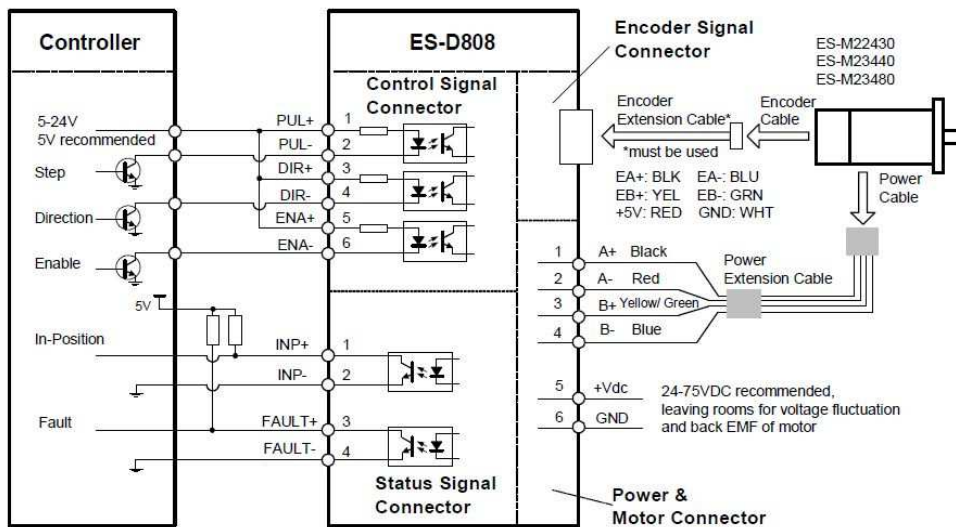 Controller
5-24V
5V recommended
Step
Direction
Enable
5V
In-Position
Fault
ES-D808
Control Signal
Connector
PUL+ 1
PUL- 2
DIR+ 3
DIR- 4
ENA+ 5
ENA- 6
INP+ 1
INP- 2
FAULT+ 3
FAULT- 4
Status Signal
Connector
Encoder Signal
Connector
Encoder
Extension Cable*
*must be used
Encoder
Cable
ES-M22430
ES-M23440
ES-M23480
EA+: BLK EA-: BLU
EB+: YEL EB-: GRN
+5V: RED GND: WHT
Power
Cable
1 A+ Black
2 A- Red
3 B+ Yellow/ Green
4 B- Blue
Power
Extension Cable
5 +Vdc
6 GND
24-75VDC recommended,
leaving rooms for voltage fluctuation
and back EMF of motor
Power &
Motor Connector